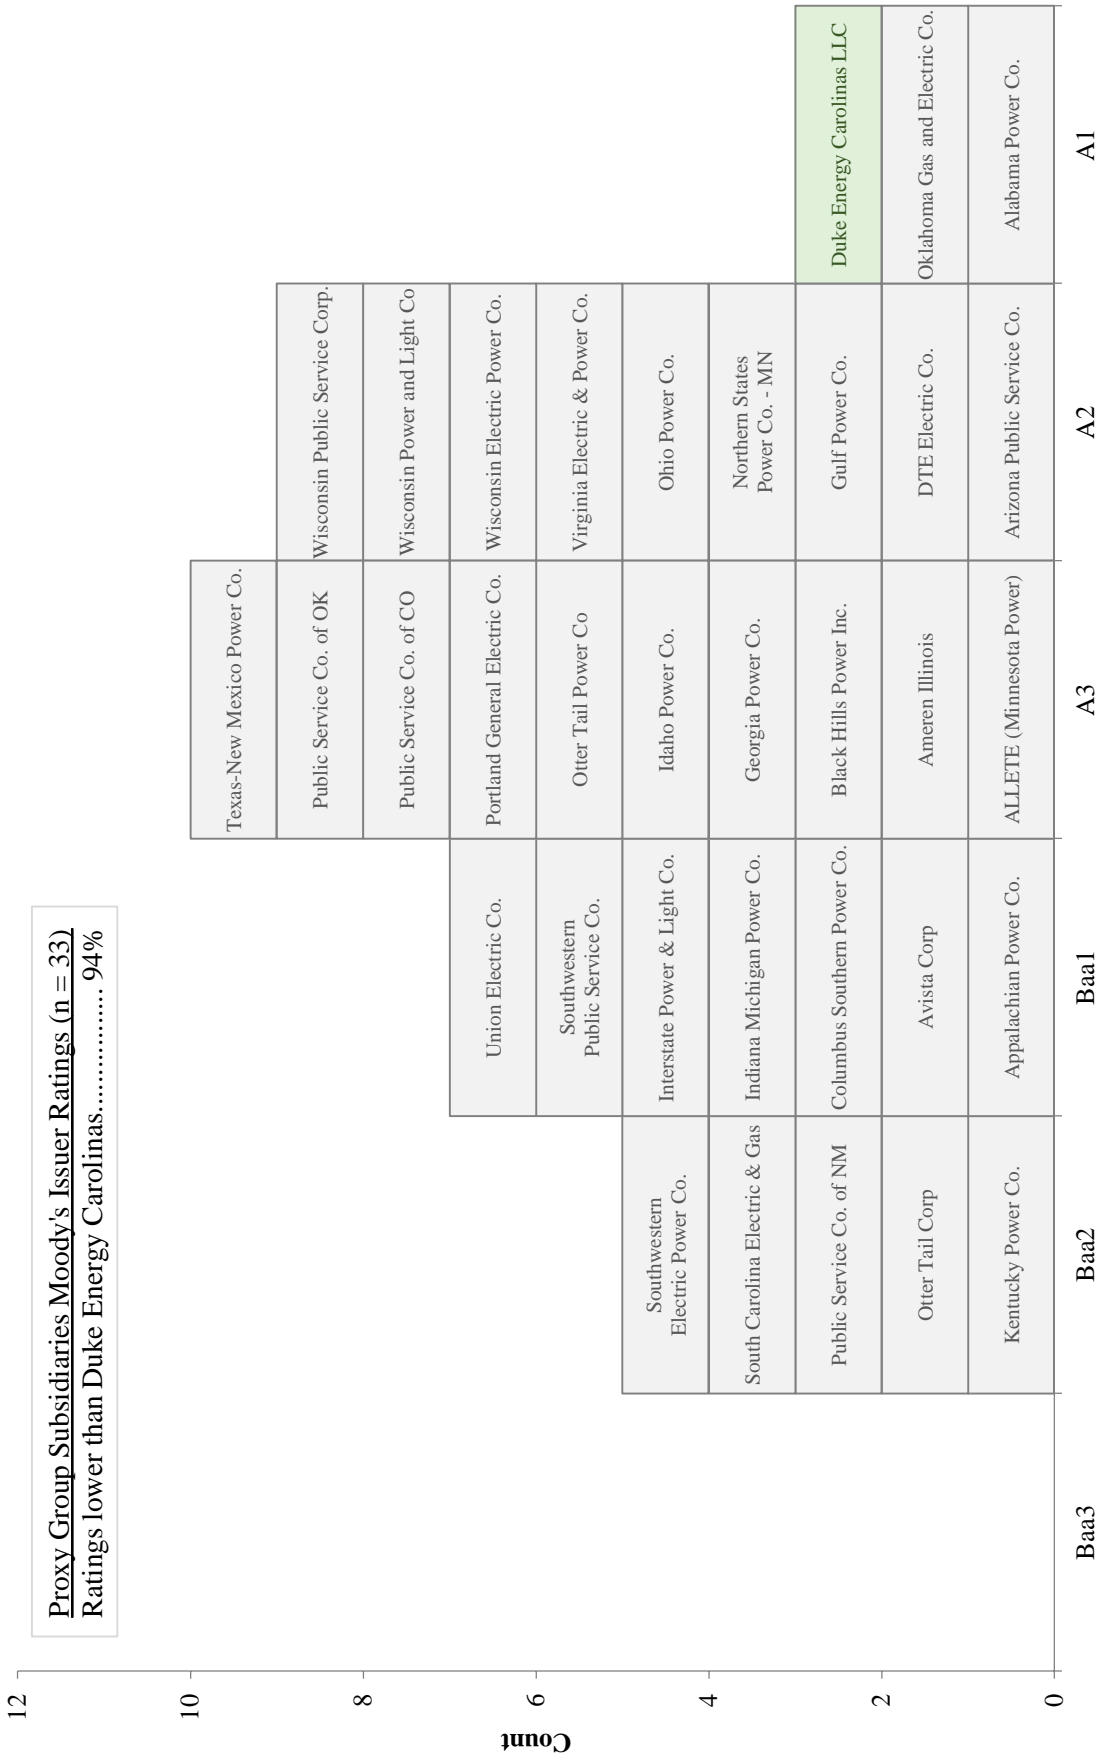 Proxy Group Subsidiaries Moody's Issuer Ratings (n = 33)
Ratings lower than Duke Energy Carolinas................. 94%
Count
12
10
8
6
4
2
0
Southwestern
Electric Power Co.
South Carolina Electric & Gas
Public Service Co. of NM
Otter Tail Corp
Kentucky Power Co.
Union Electric Co.
Southwestern
Public Service Co.
Interstate Power & Light Co.
Indiana Michigan Power Co.
Columbus Southern Power Co.
Avista Corp
Appalachian Power Co.
Texas-New Mexico Power Co.
Public Service Co. of OK
Public Service Co. of CO
Portland General Electric Co.
Otter Tail Power Co
Idaho Power Co.
Georgia Power Co.
Black Hills Power Inc.
Ameren Illinois
ALLETE (Minnesota Power)
Wisconsin Public Service Corp.
Wisconsin Power and Light Co
Wisconsin Electric Power Co.
Virginia Electric & Power Co.
Ohio Power Co.
Northern States
Power Co. - MN
Gulf Power Co.
DTE Electric Co.
Arizona Public Service Co.
Duke Energy Carolinas LLC
Oklahoma Gas and Electric Co.
Alabama Power Co.
Baa3
Baa2
Baa1
A3
A2
A1